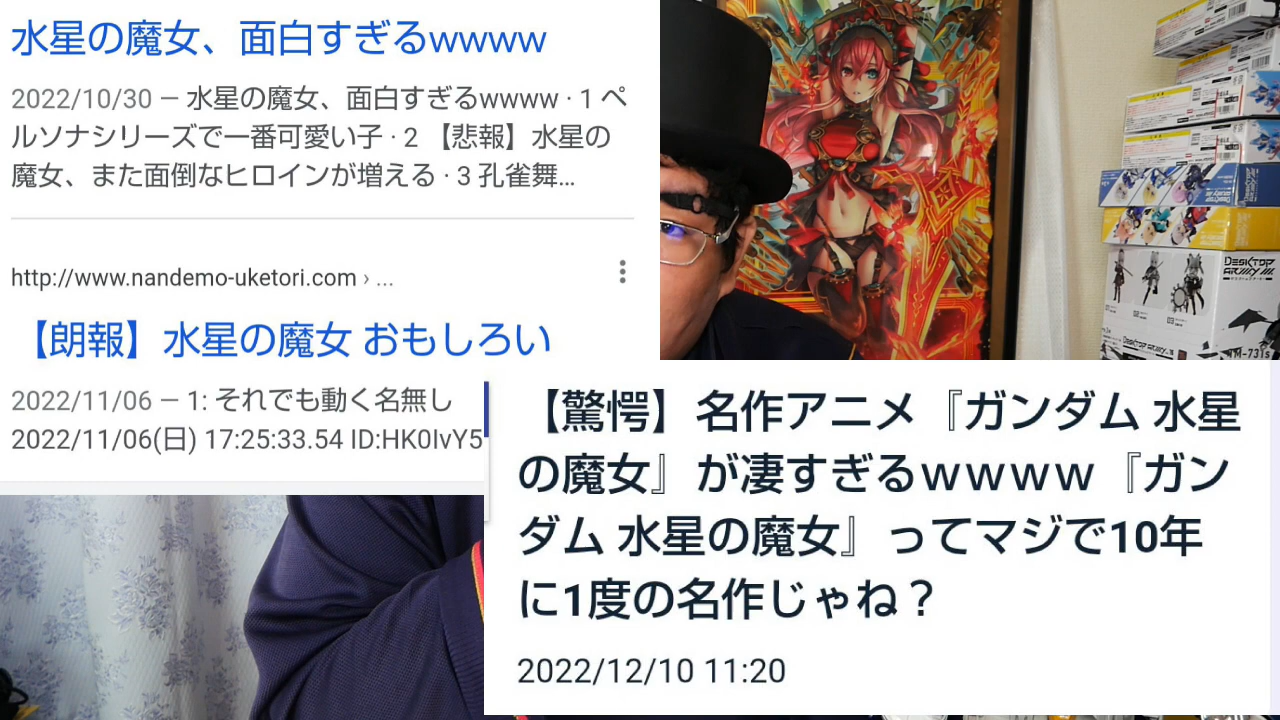 水星の魔女、面白すぎるwwww
2022/10/30 — 水星の魔女、面白すぎるwwww · 1 ペ
ルソナシリーズで一番可愛い子 · 2 【悲報】水星の
魔女、また面倒なヒロインが増える · 3 孔雀舞...
http://www.nandemo-uketori.com › ...
【朗報】水星の魔女 おもしろい
2022/11/06 — 1: それでも動く名無し
2022/11/06(日) 17:25:33.54 ID:HK0IvY5
DESKTOP
ARMY
【驚愕】名作アニメ『ガンダム 水星
の魔女』が凄すぎるｗｗｗｗ『ガン
ダム 水星の魔女』ってマジで10年
に1度の名作じゃね？
2022/12/10 11:20